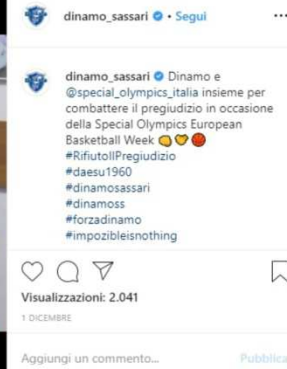 dinamo_sassari • Segui
dinamo_sassari Dinamo e
@special_olympics_italia insieme per
combattere il pregiudizio in occasione
della Special Olympics European
Basketball Week
#RifiutoIlPregiudizio
#daesu1960
#dinamosassari
#dinamoss
#forzadinamo
#impozibleisnothing
Visualizzazioni: 2.041
1 DICEMBRE
Aggiungi un commento... Pubblica